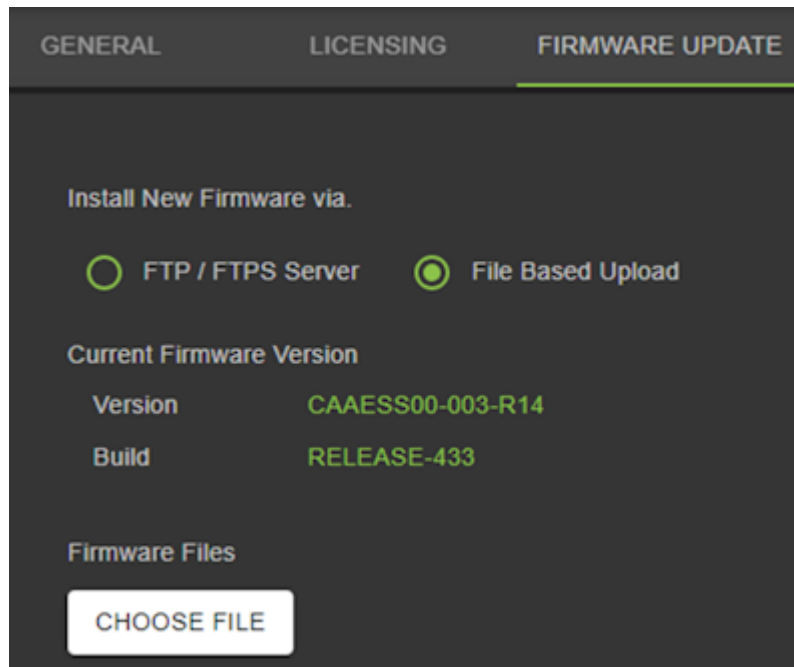 GENERAL LICENSING FIRMWARE UPDATE
Install New Firmware via.
FTP / FTPS Server File Based Upload
Current Firmware Version
Version CAAESS00-003-R14
Build RELEASE-433
Firmware Files
CHOOSE FILE